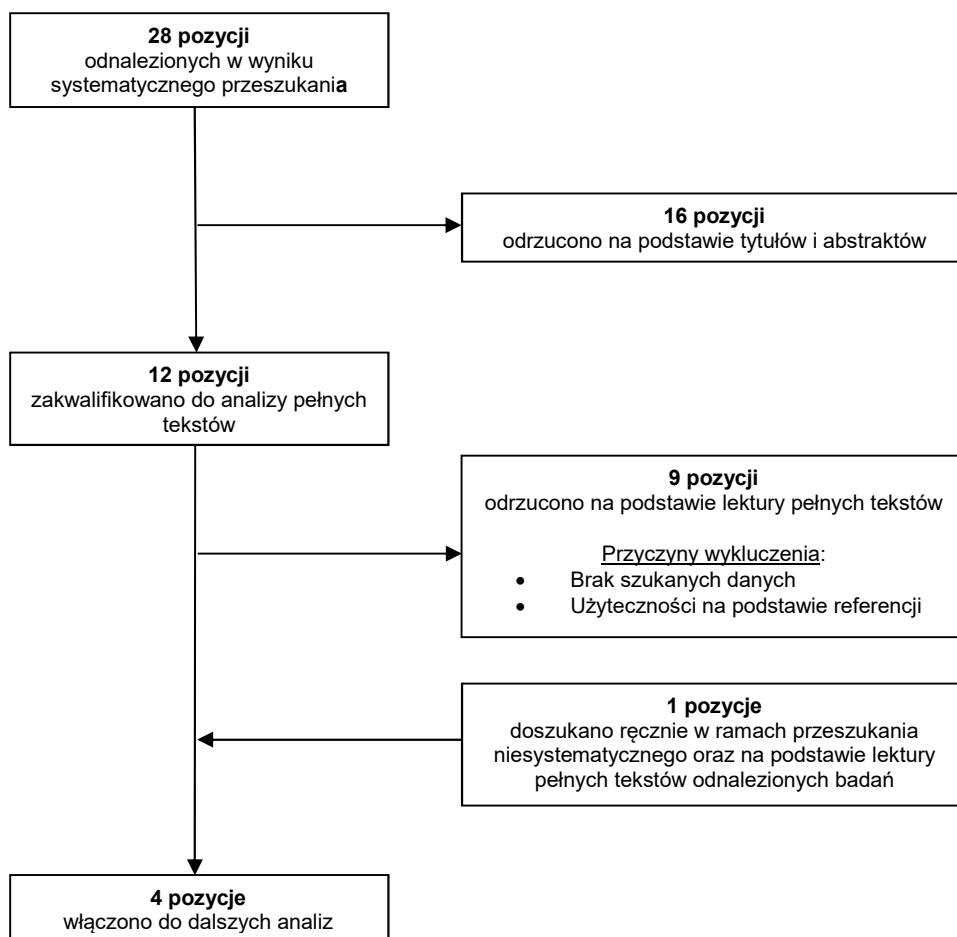 28 pozycji
odnalezionych w wyniku
systematycznego przeszukania
16 pozycji
odrzucono na podstawie tytułów i abstraktów
12 pozycji
zakwalifikowano do analizy pełnych
tekstów
9 pozycji
odrzucono na podstawie lektury pełnych tekstów
Przyczyny wykluczenia:
• Brak szukanych danych
• Użyteczności na podstawie referencji
1 pozycje
doszukano ręcznie w ramach przeszukania
niesystematycznego oraz na podstawie lektury
pełnych tekstów odnalezionych badań
4 pozycje
włączono do dalszych analiz